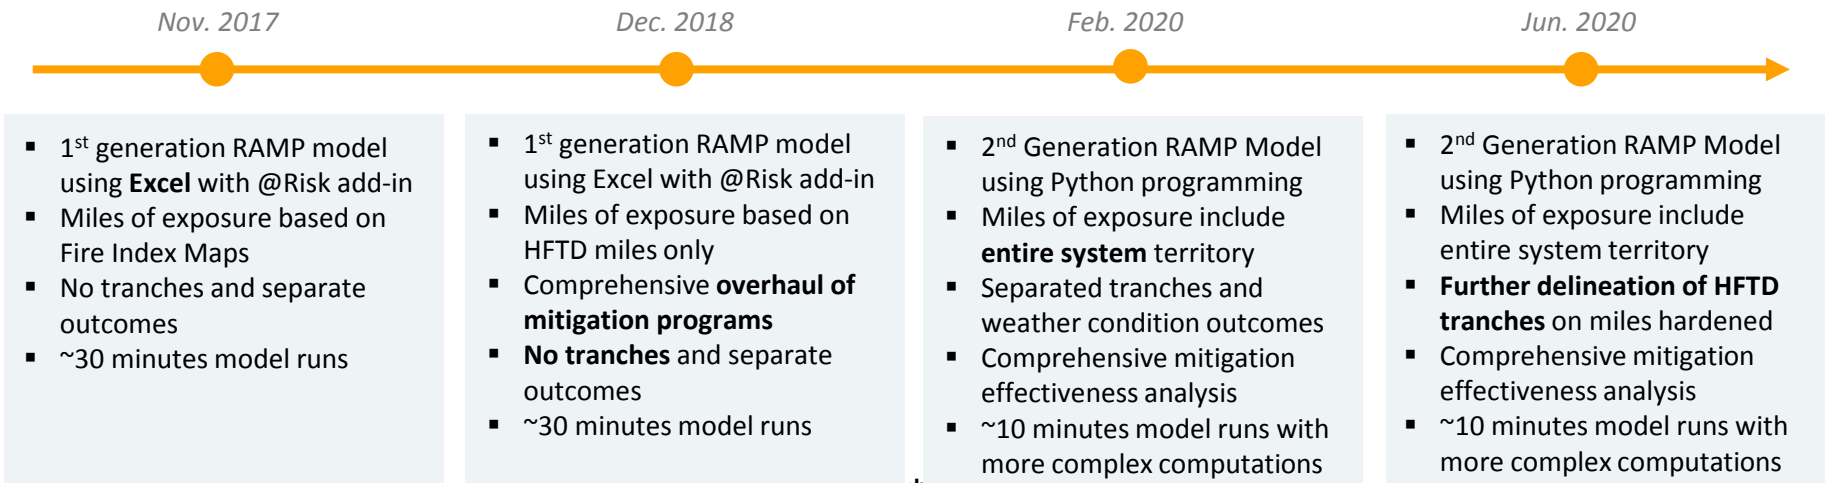 Nov. 2017
Dec. 2018
Feb. 2020
Jun. 2020
▪ 1st generation RAMP model
using Excel with @Risk add-in
▪ Miles of exposure based on
Fire Index Maps
▪ No tranches and separate
outcomes
▪ ~30 minutes model runs
▪ 1st generation RAMP model
using Excel with @Risk add-in
▪ Miles of exposure based on
HFTD miles only
▪ Comprehensive overhaul of
mitigation programs
▪ No tranches and separate
outcomes
▪ ~30 minutes model runs
▪ 2nd Generation RAMP Model
using Python programming
▪ Miles of exposure include
entire system territory
▪ Separated tranches and
weather condition outcomes
▪ Comprehensive mitigation
effectiveness analysis
▪ ~10 minutes model runs with
more complex computations
▪ 2nd Generation RAMP Model
using Python programming
▪ Miles of exposure include
entire system territory
▪ Further delineation of HFTD
tranches on miles hardened
▪ Comprehensive mitigation
effectiveness analysis
▪ ~10 minutes model runs with
more complex computations